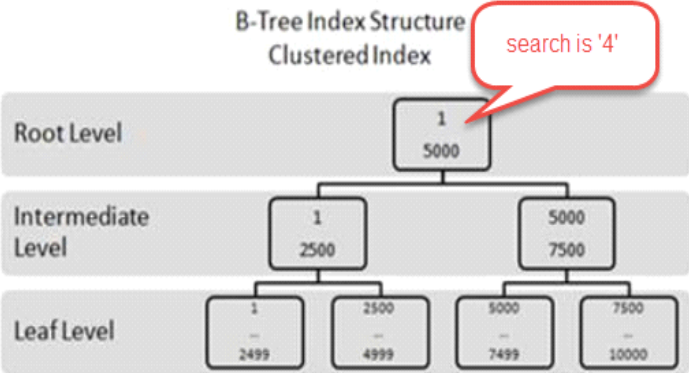 B-Tree Index Structure
Clustered Index
search is '4'
Root Level
1
5000
Intermediate
Level
1
2500
5000
7500
Leaf Level
1
...
2499
2500
...
4999
5000
...
7499
7500
...
10000